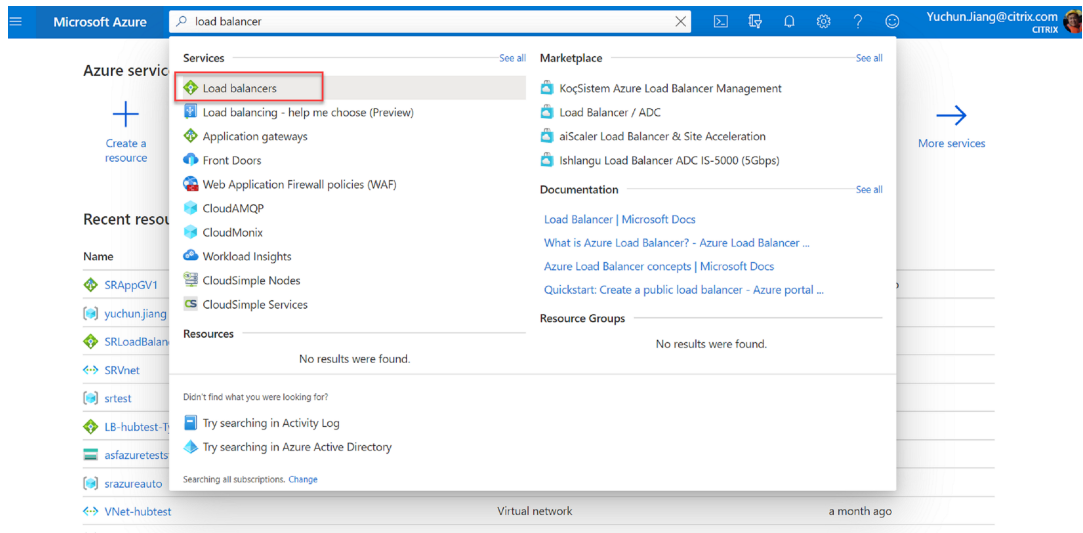 Microsoft Azure
load balancer
Yuchun.Jiang@citrix.com
CITRIX
Azure servic
Create a
resource
More services
Services
See all
Load balancers
Load balancing - help me choose (Preview)
Application gateways
Front Doors
Web Application Firewall policies (WAF)
CloudAMQP
CloudMonix
Workload Insights
CloudSimple Nodes
CS CloudSimple Services
Resources
No results were found.
Marketplace
See all
KoçSistem Azure Load Balancer Management
Load Balancer / ADC
aiScaler Load Balancer & Site Acceleration
Ishlangu Load Balancer ADC IS-5000 (5Gbps)
Documentation
See all
Load Balancer | Microsoft Docs
What is Azure Load Balancer? - Azure Load Balancer ...
Azure Load Balancer concepts | Microsoft Docs
Quickstart: Create a public load balancer - Azure portal ...
Resource Groups
No results were found.
Didn't find what you were looking for?
Try searching in Activity Log
Try searching in Azure Active Directory
Searching all subscriptions. Change
Recent resou
Name
SRAppGV1
yuchun.jiang
SRLoadBalan
SRVnet
srtest
LB-hubtest-Ty
asfazuretests
srazureauto
VNet-hubtest
Virtual network
a month ago